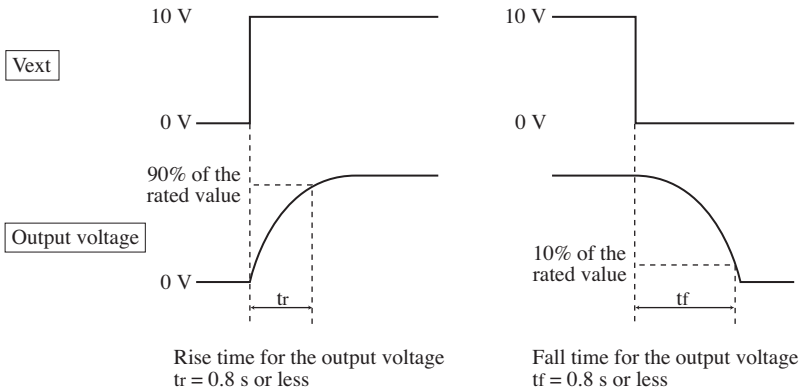 10 V
10 V
Vext
0 V
0 V
90% of the
rated value
Output voltage
10% of the
rated value
0 V
tr
tf
Rise time for the output voltage
tr = 0.8 s or less
Fall time for the output voltage
tf = 0.8 s or less